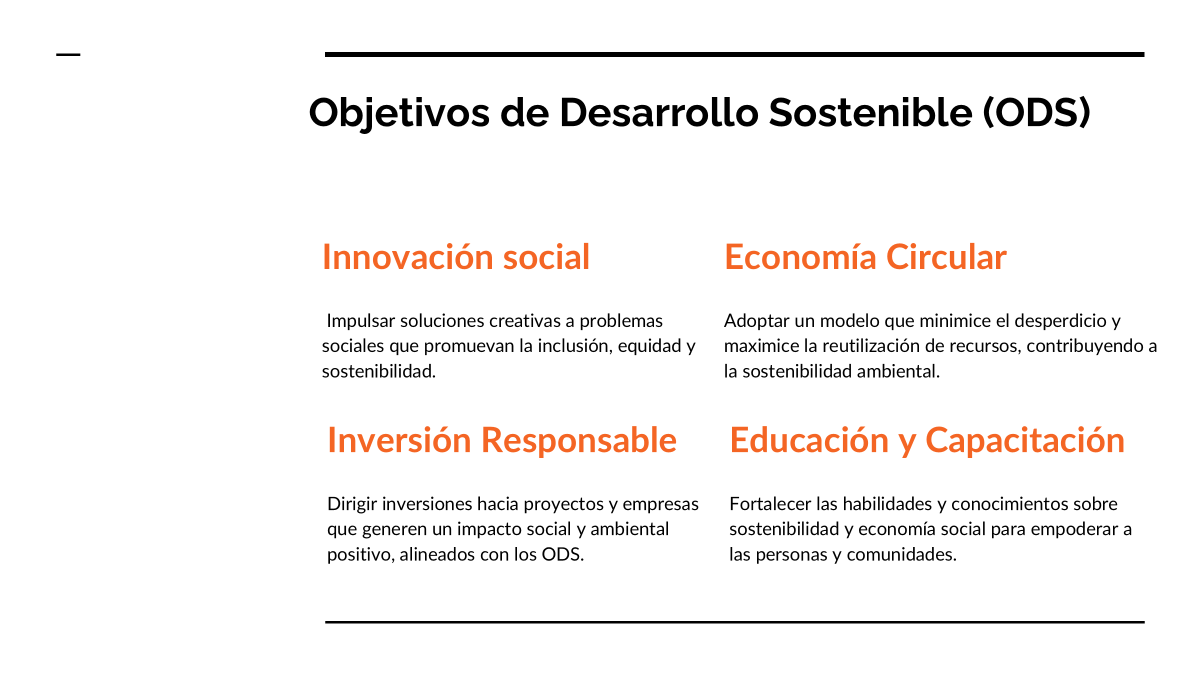 Objetivos de Desarrollo Sostenible (ODS)
Innovación social
Impulsar soluciones creativas a problemas
sociales que promuevan la inclusión, equidad y
sostenibilidad.
Economía Circular
Adoptar un modelo que minimice el desperdicio y
maximice la reutilización de recursos, contribuyendo a
la sostenibilidad ambiental.
Inversión Responsable
Dirigir inversiones hacia proyectos y empresas
que generen un impacto social y ambiental
positivo, alineados con los ODS.
Educación y Capacitación
Fortalecer las habilidades y conocimientos sobre
sostenibilidad y economía social para empoderar a
las personas y comunidades.